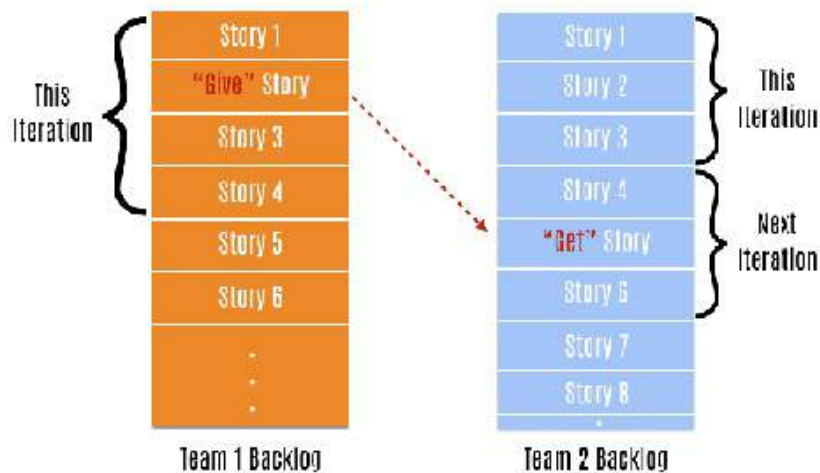 This
Iteration
Story 1
“Give” Story
Story 3
Story 4
Story 5
Story 6
.
.
.
Team 1 Backlog
Story 1
Story 2
Story 3
Story 4
“Get” Story
Story 6
Story 7
Story 8
.
Team 2 Backlog
This
Iteration
Next
Iteration